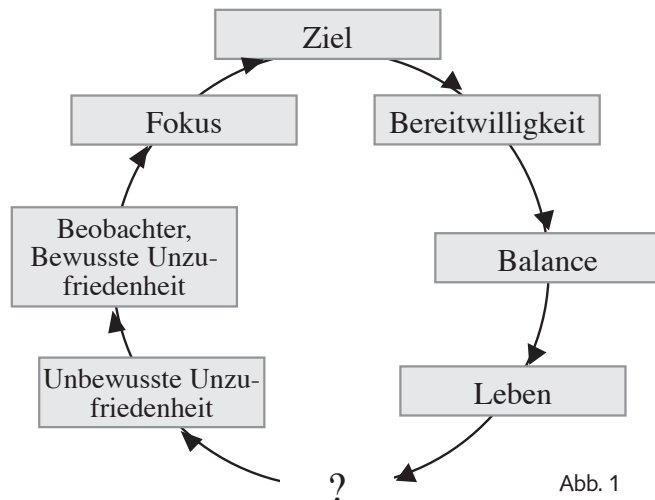 Ziel
Fokus
Bereitwilligkeit
Beobachter,
Bewusste Unzu-
friedenheit
Balance
Unbewusste Unzu-
friedenheit
Leben
?
Abb. 1